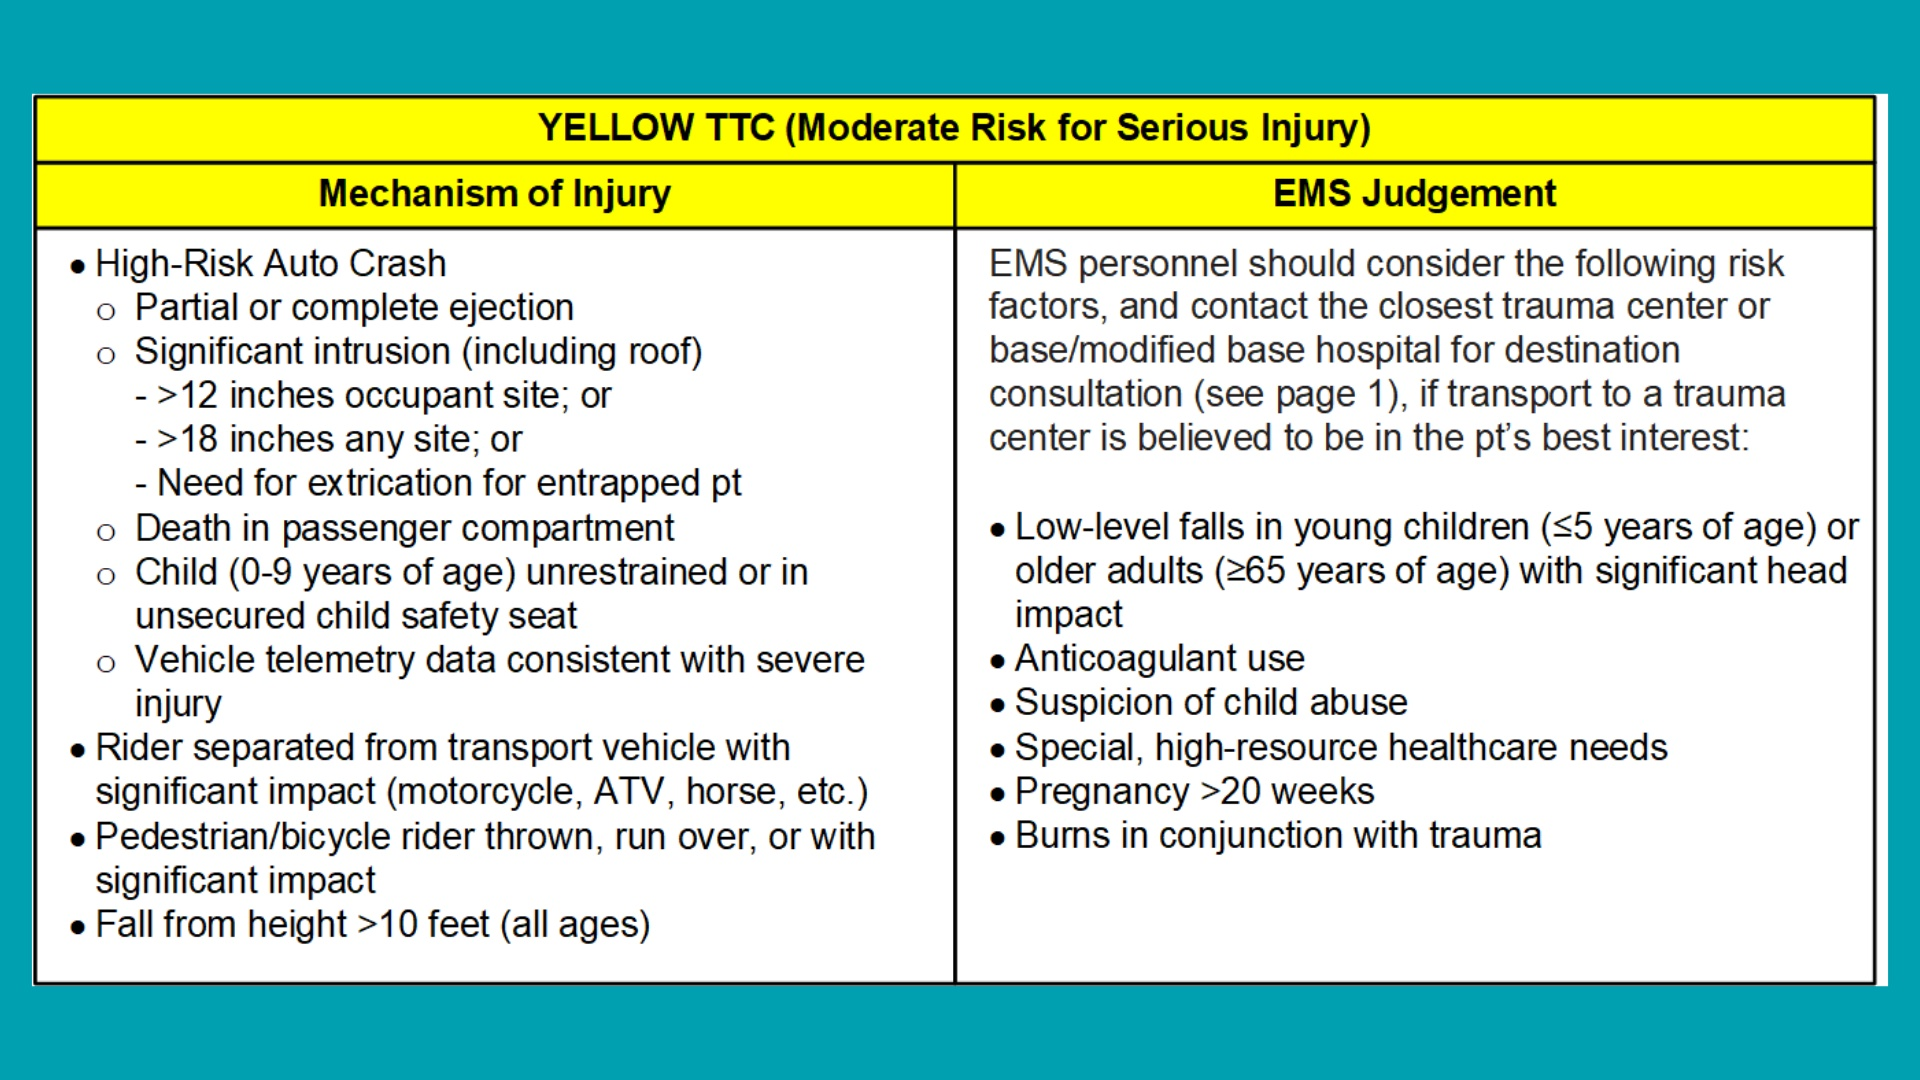 YELLOW TTC (Moderate Risk for Serious Injury)
Mechanism of Injury
● High-Risk Auto Crash
o Partial or complete ejection
o Significant intrusion (including roof)
- >12 inches occupant site; or
- >18 inches any site; or
- Need for extrication for entrapped pt
o Death in passenger compartment
o Child (0-9 years of age) unrestrained or in
unsecured child safety seat
o Vehicle telemetry data consistent with severe
injury
● Rider separated from transport vehicle with
significant impact (motorcycle, ATV, horse, etc.)
● Pedestrian/bicycle rider thrown, run over, or with
significant impact
● Fall from height >10 feet (all ages)
EMS Judgement
EMS personnel should consider the following risk
factors, and contact the closest trauma center or
base/modified base hospital for destination
consultation (see page 1), if transport to a trauma
center is believed to be in the pt’s best interest:
● Low-level falls in young children (≤5 years of age) or
older adults (≥65 years of age) with significant head
impact
● Anticoagulant use
● Suspicion of child abuse
● Special, high-resource healthcare needs
● Pregnancy >20 weeks
● Burns in conjunction with trauma